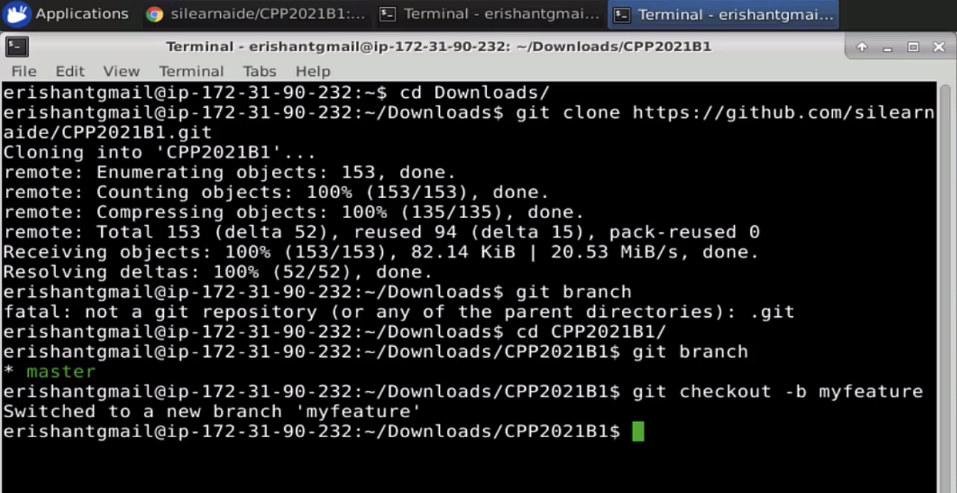 Applications
silearnaide/CPP2021B1:...
Terminal - erishantgmai...
Terminal - erishantgmai...
Terminal - erishantgmail@ip-172-31-90-232: ~/Downloads/CPP2021B1
File Edit View Terminal Tabs Help
erishantgmail@ip-172-31-90-232:~$ cd Downloads/
erishantgmail@ip-172-31-90-232:~/Downloads$ git clone https://github.com/silearn
aide/CPP2021B1.git
Cloning into 'CPP2021B1'...
remote: Enumerating objects: 153, done.
remote: Counting objects: 100% (153/153), done.
remote: Compressing objects: 100% (135/135), done.
remote: Total 153 (delta 52), reused 94 (delta 15), pack-reused 0
Receiving objects: 100% (153/153), 82.14 KiB | 20.53 MiB/s, done.
Resolving deltas: 100% (52/52), done.
erishantgmail@ip-172-31-90-232:~/Downloads$ git branch
fatal: not a git repository (or any of the parent directories): .git
erishantgmail@ip-172-31-90-232:~/Downloads$ cd CPP2021B1/
erishantgmail@ip-172-31-90-232:~/Downloads/CPP2021B1$ git branch
* master
erishantgmail@ip-172-31-90-232:~/Downloads/CPP2021B1$ git checkout -b myfeature
Switched to a new branch 'myfeature'
erishantgmail@ip-172-31-90-232:~/Downloads/CPP2021B1$